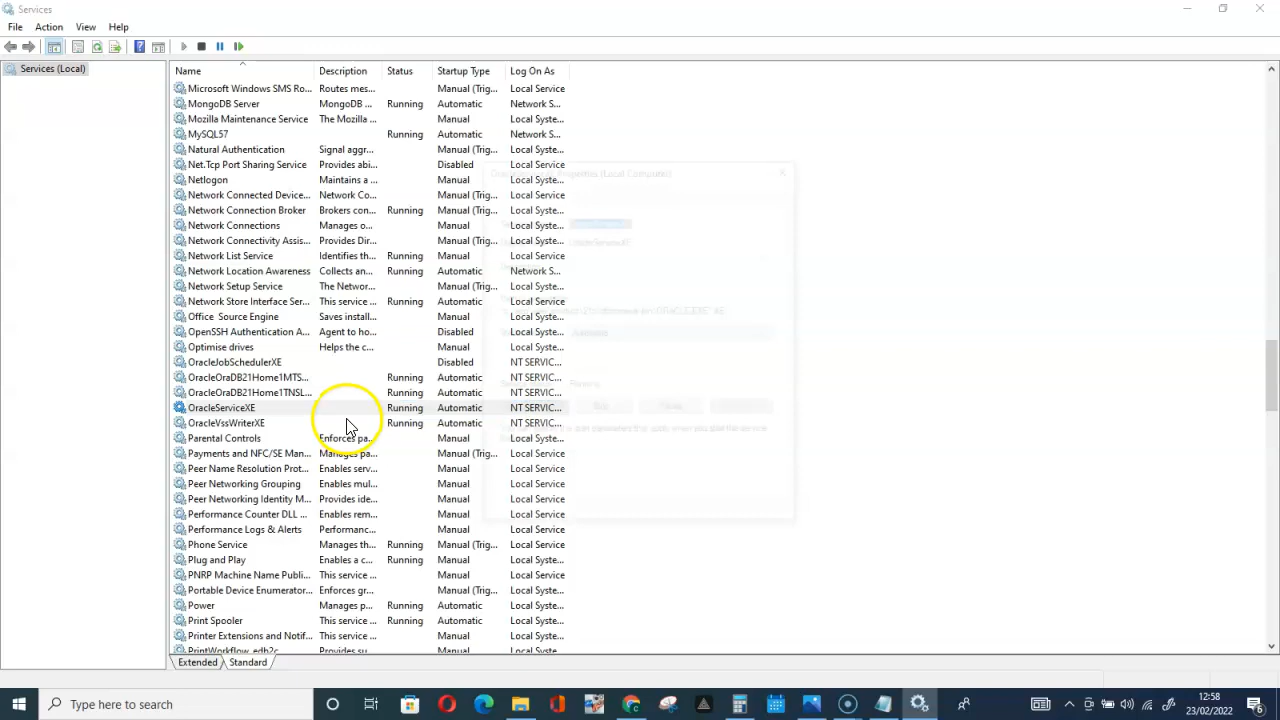 Services
File Action View Help
Services (Local)
Name Description Status Startup Type Log On As
Microsoft Windows SMS Ro... Routes mes... Manual (Trig... Local Service
MongoDB Server MongoDB ... Running Automatic Network S...
Mozilla Maintenance Service The Mozilla ... Manual Local Syste...
MySQL57 Running Automatic Network S...
Natural Authentication Signal aggr... Manual (Trig... Local Syste...
Net.Tcp Port Sharing Service Provides abi... Disabled Local Service
Netlogon Maintains a ... Manual Local Syste...
Network Connected Device... Network Co... Manual (Trig... Local Service
Network Connection Broker Brokers con... Running Manual (Trig... Local Syste...
Network Connections Manages o... Manual Local Syste...
Network Connectivity Assis... Provides Dir... Manual (Trig... Local Syste...
Network List Service Identifies th... Running Manual Local Service
Network Location Awareness Collects an... Running Automatic Network S...
Network Setup Service The Networ... Manual (Trig... Local Syste...
Network Store Interface Ser... This service ... Running Automatic Local Service
Office Source Engine Saves install... Manual Local Syste...
OpenSSH Authentication A... Agent to ho... Disabled Local Syste...
Optimise drives Helps the c... Manual Local Syste...
OracleJobSchedulerXE Disabled NT SERVIC...
OracleOraDB21Home1MTS... Running Automatic NT SERVIC...
OracleOraDB21Home1TNSL... Running Automatic NT SERVIC...
OracleServiceXE Running Automatic NT SERVIC...
OracleVssWriterXE Running Automatic NT SERVIC...
Parental Controls Enforces pa... Manual Local Syste...
Payments and NFC/SE Man... Manages pa... Manual (Trig... Local Service
Peer Name Resolution Prot... Enables serv... Manual Local Service
Peer Networking Grouping Enables mul... Manual Local Service
Peer Networking Identity M... Provides ide... Manual Local Service
Performance Counter DLL ... Enables rem... Manual Local Service
Performance Logs & Alerts Performanc... Manual Local Service
Phone Service Manages th... Running Manual (Trig... Local Service
Plug and Play Enables a c... Running Manual Local Syste...
PNRP Machine Name Publi... This service ... Manual Local Service
Portable Device Enumerator... Enforces gr... Manual (Trig... Local Syste...
Power Manages p... Running Automatic Local Syste...
Print Spooler This service ... Running Automatic Local Syste...
Printer Extensions and Notif... This service ... Manual Local Syste...
PrintWorkflow_edb2c Provides su... Manual Local Syste...
Extended Standard
Type here to search
12:58
23/02/2022
6